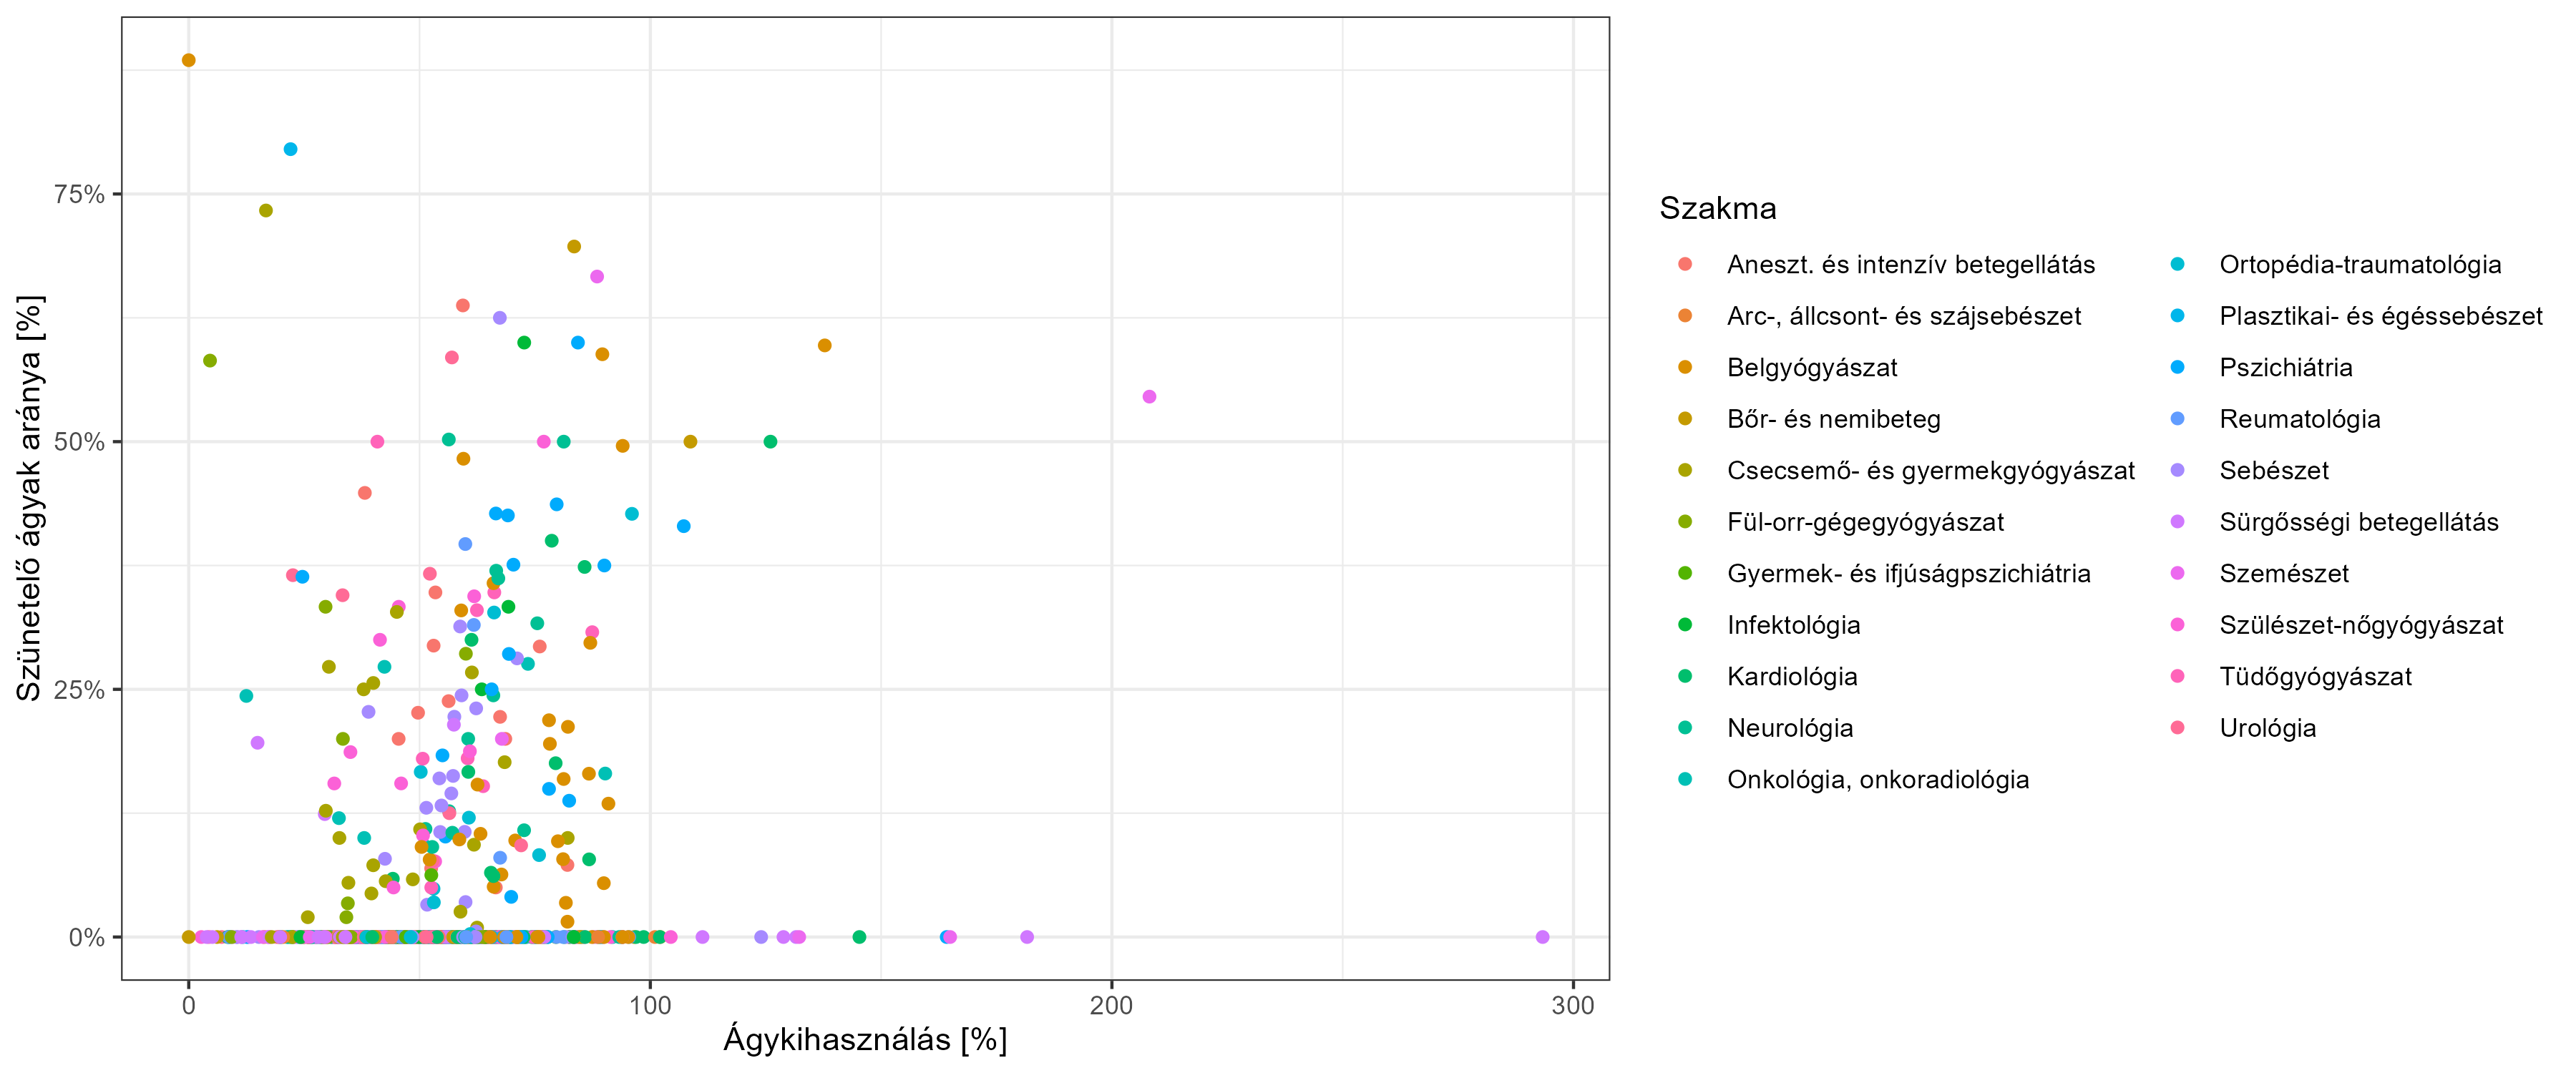 75%
50%
25%
0%
Szünetelő ágyak aránya [%]
0
100
200
300
Ágykihasználás [%]
Szakma
Aneszt. és intenzív betegellátás
Arc-, állcsont- és szájsebészet
Belgyógyászat
Bőr- és nemibeteg
Csecsemő- és gyermekgyógyászat
Fül-orr-gégegyógyászat
Gyermek- és ifjúságpszichiátria
Infektológia
Kardiológia
Neurológia
Onkológia, onkoradiológia
Ortopédia-traumatológia
Plasztikai- és égéssebészet
Pszichiátria
Reumatológia
Sebészet
Sürgősségi betegellátás
Szemészet
Szülészet-nőgyógyászat
Tüdőgyógyászat
Urológia